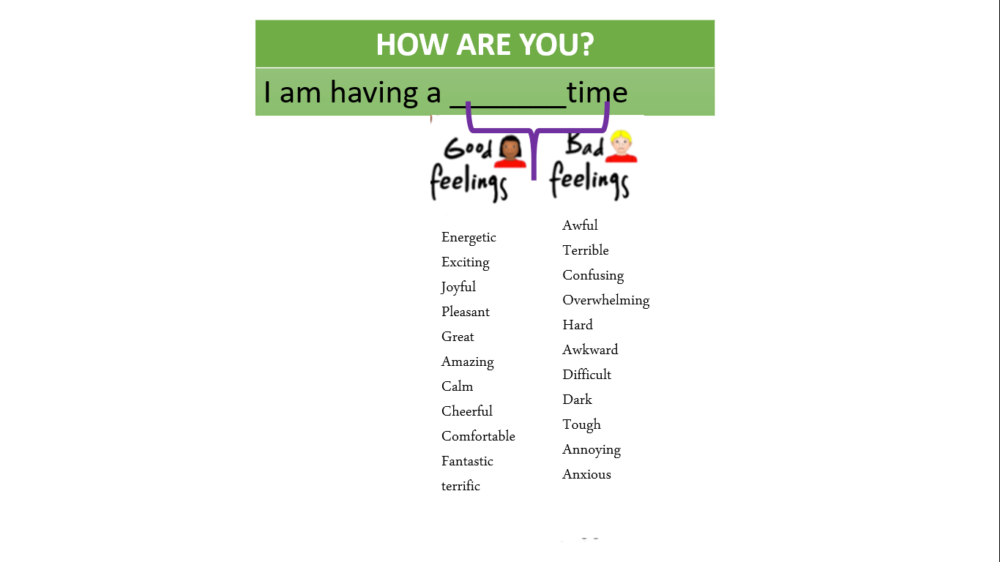 HOW ARE YOU?
I am having a _______time
Good
feelings
Energetic
Exciting
Joyful
Pleasant
Great
Amazing
Calm
Cheerful
Comfortable
Fantastic
terrific
Bad
feelings
Awful
Terrible
Confusing
Overwhelming
Hard
Awkward
Difficult
Dark
Tough
Annoying
Anxious